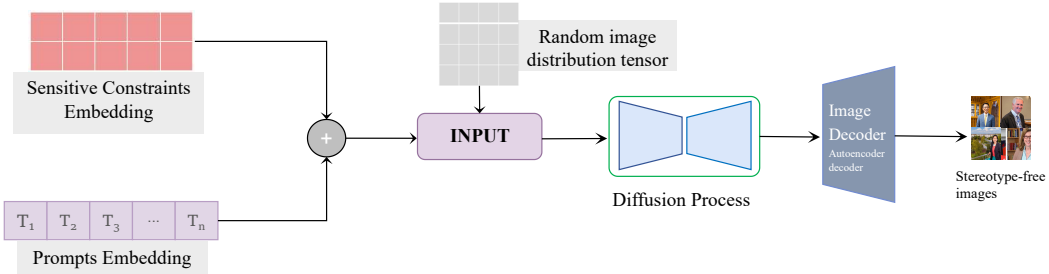 Sensitive Constraints
Embedding
Random image
distribution tensor
+
INPUT
T1 T2 T3 ... Tn
Prompts Embedding
Diffusion Process
Image
Decoder
Autoencoder
decoder
Stereotype-free
images